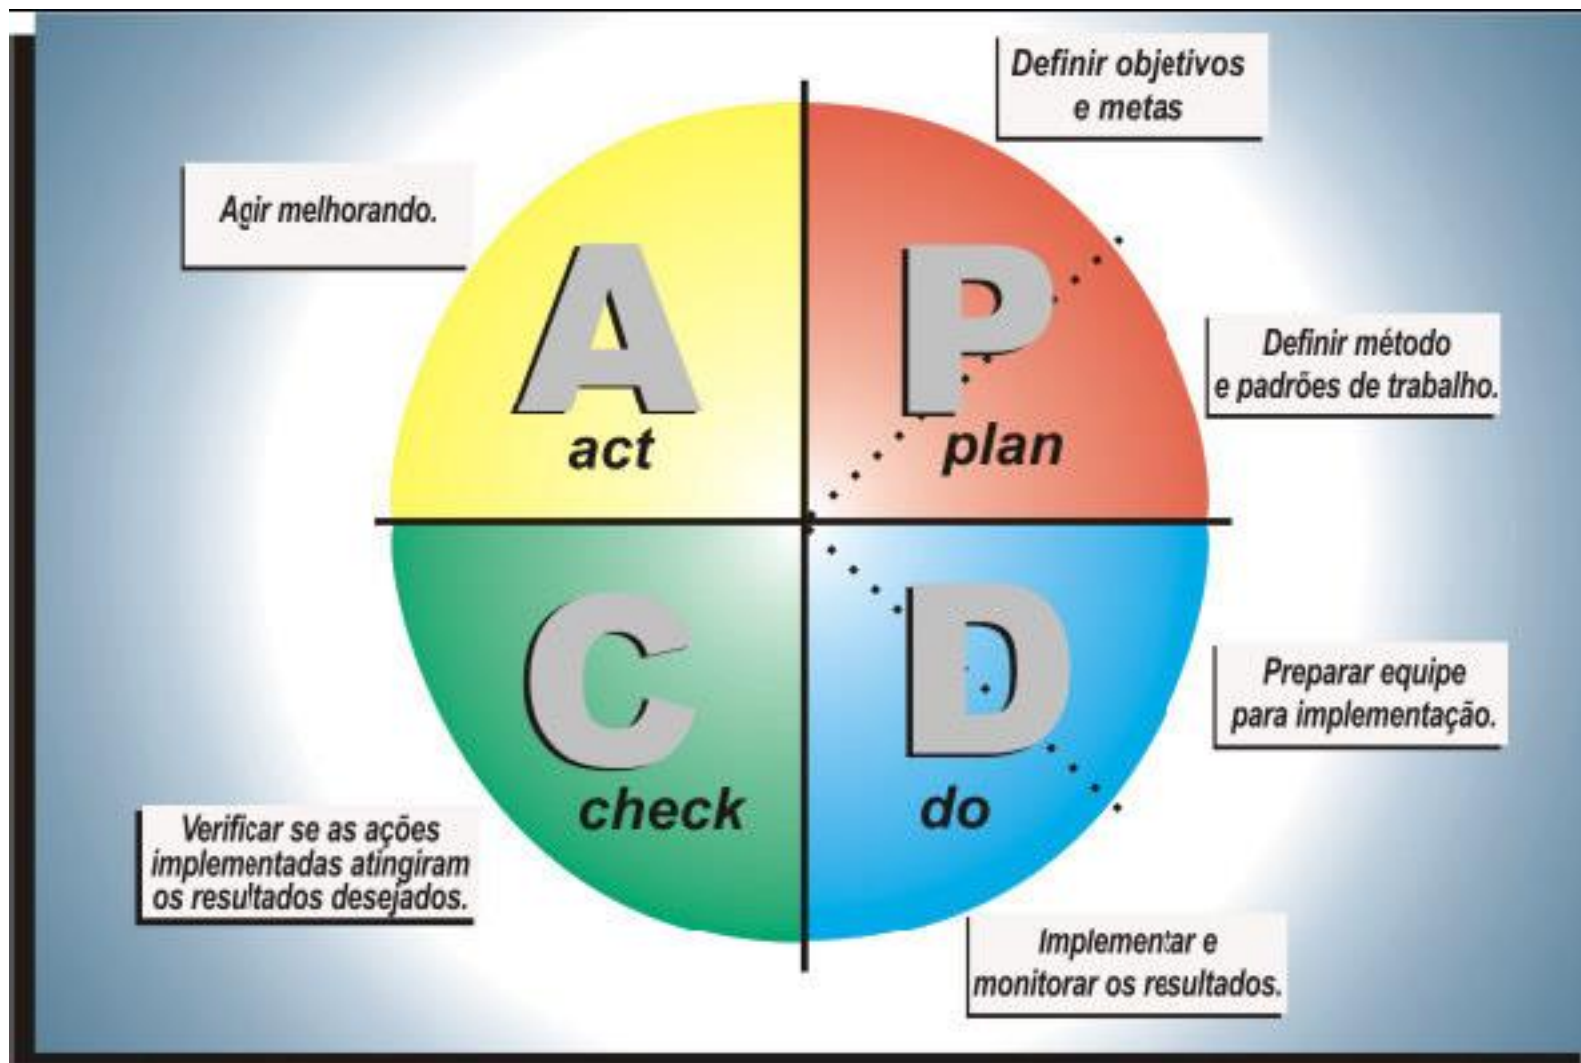 Definir objetivos
e metas
Agir melhorando.
A
act
P
plan
Definir método
e padrões de trabalho.
C
check
D
do
Preparar equipe
para implementação.
Verificar se as ações
implementadas atingiram
os resultados desejados.
Implementar e
monitorar os resultados.